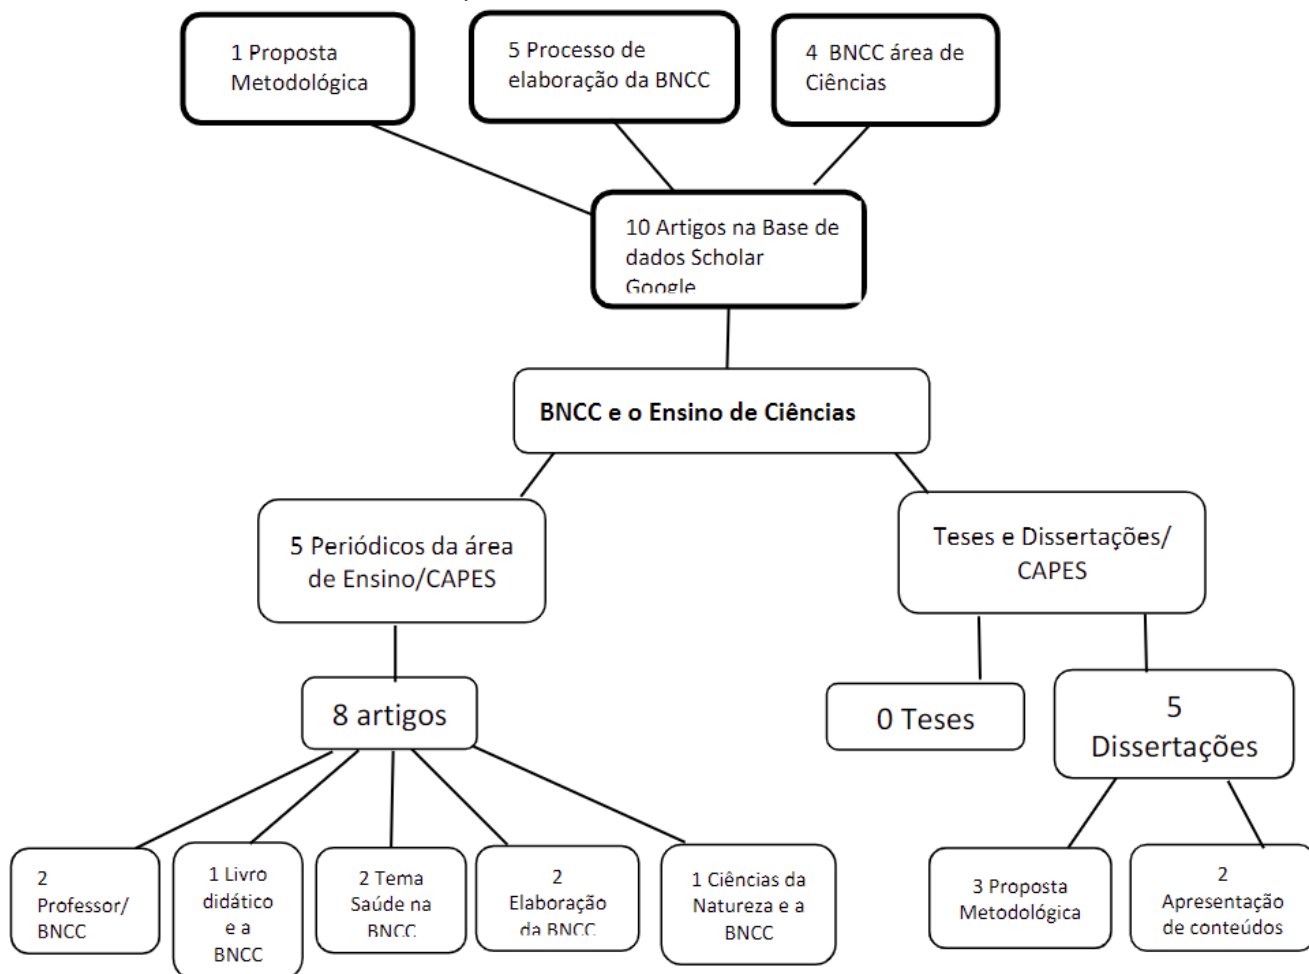 1 Proposta
Metodológica
5 Processo de
elaboração da BNCC
4 BNCC área de
Ciências
10 Artigos na Base de
dados Scholar
Google
BNCC e o Ensino de Ciências
5 Periódicos da área
de Ensino/CAPES
Teses e Dissertações/
CAPES
8 artigos
0 Teses
5
Dissertações
2
Professor/
BNCC
1 Livro
didático
e a
BNCC
2 Tema
Saúde na
BNCC
2
Elaboração
da BNCC
1 Ciências da
Natureza e a
BNCC
3 Proposta
Metodológica
2
Apresentação
de conteúdos